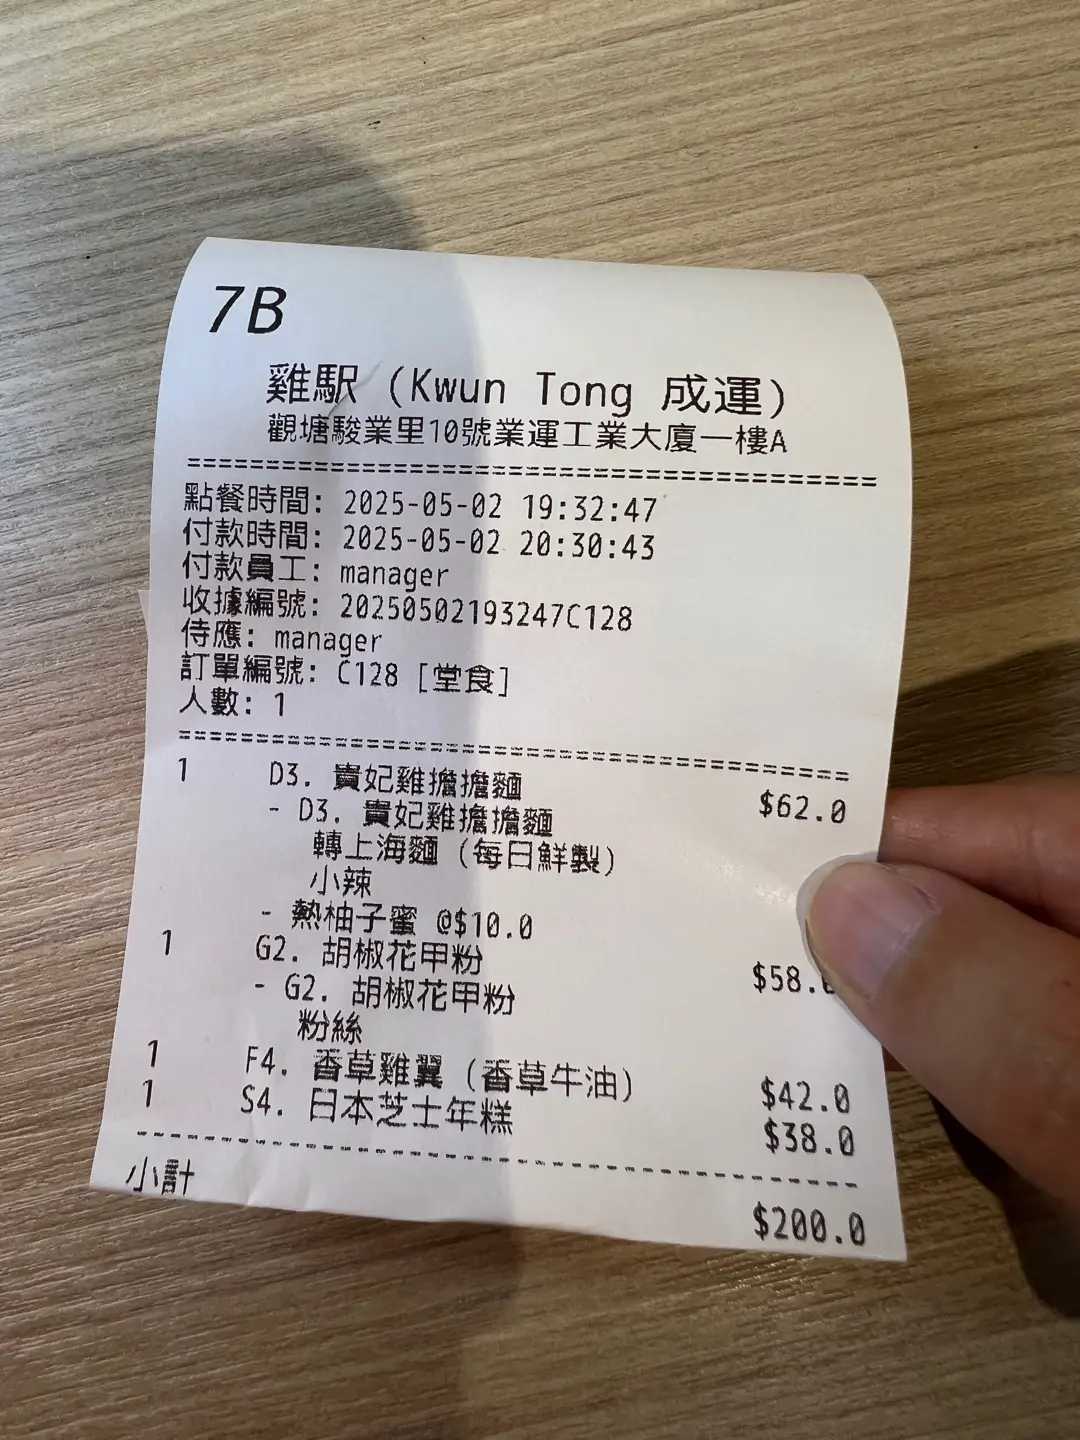 7B
雞駅 (Kwun Tong 成運)
觀塘駿業里10號業運工業大廈一樓A
點餐時間: 2025-05-02 19:32:47
付款時間: 2025-05-02 20:30:43
付款員工: manager
收據編號: 20250502193247C128
侍應: manager
訂單編號: C128 [堂食]
人數: 1
1 D3. 貴妃雞擔擔麵 $62.0
- D3. 貴妃雞擔擔麵
轉上海麵 (每日鮮製)
小辣
- 熱柚子蜜 @$10.0
1 G2. 胡椒花甲粉 $58.
- G2. 胡椒花甲粉
粉絲
1 F4. 香草雞翼 (香草牛油) $42.0
1 S4. 日本芝士年糕 $38.0
小計 $200.0